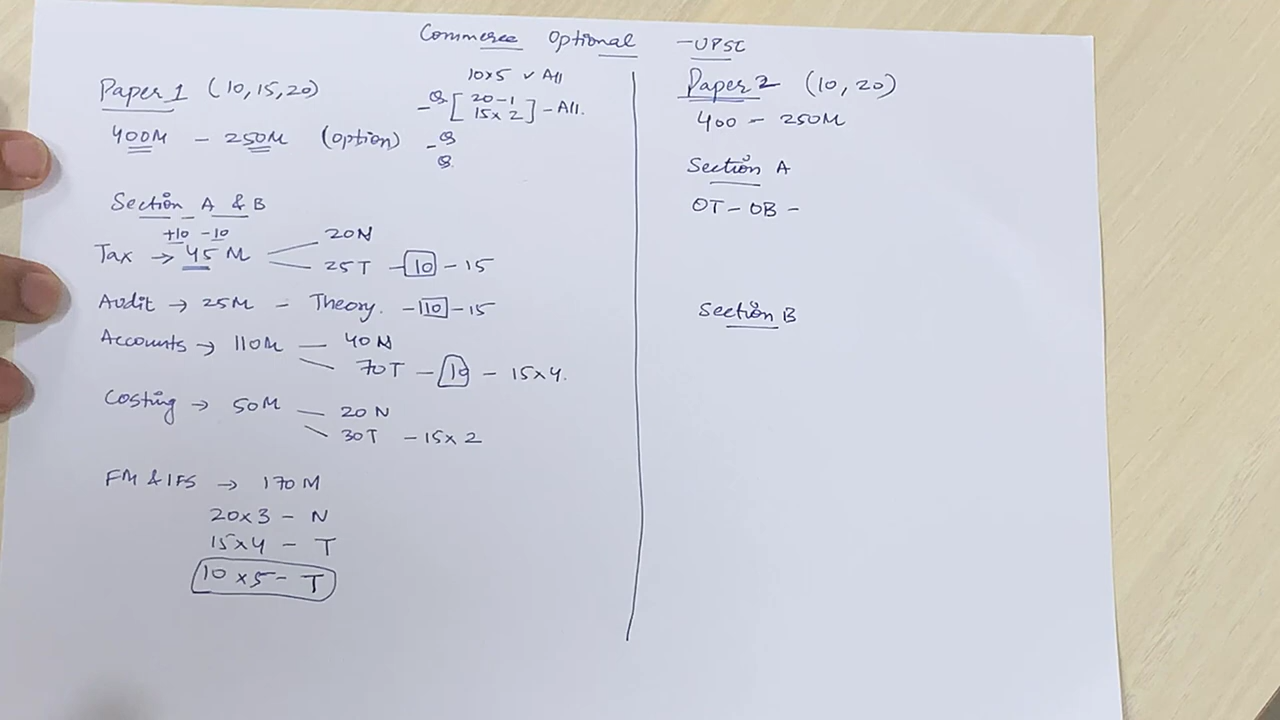 Commerce Optional - UPSC
Paper 1 (10,15,20)
10x5 ✓ All
- Q [ 20-1
15x2 ] - All.
400M - 250M (option)
- Q
Q
Section A & B
+10 -10
Tax → 45 M
20N
25T - 10 - 15
Audit → 25M - Theory. - 10 - 15
Accounts → 110M - 40N
70T - 10 - 15x4.
Costing → 50M - 20N
30T - 15x2
FM & IFS → 170M
20x3 - N
15x4 - T
10x5 - T
Paper 2 (10, 20)
400 - 250M
Section A
OT - OB -
Section B